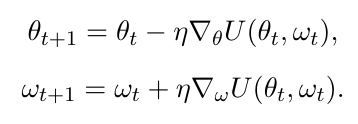 θ_{t+1} = θ_t − η∇_θ U(θ_t, ω_t),
ω_{t+1} = ω_t + η∇_ω U(θ_t, ω_t).